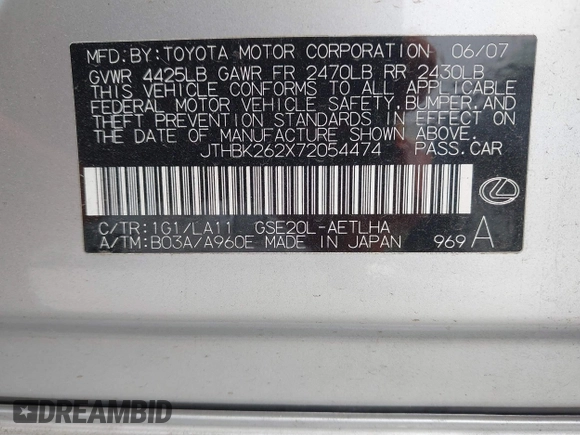 MFD. BY: TOYOTA MOTOR CORPORATION 06/07
GVWR 4425LB GAWR FR 2470LB RR 2430LB
THIS VEHICLE CONFORMS TO ALL APPLICABLE
FEDERAL MOTOR VEHICLE SAFETY, BUMPER, AND
THEFT PREVENTION STANDARDS IN EFFECT ON
THE DATE OF MANUFACTURE SHOWN ABOVE.
JTHBK262X72054474 PASS. CAR
C/TR: 1G1/LA11 GSE20L-AETLHA
A/TM: B03A/A960E MADE IN JAPAN 969 A
DREAMBID